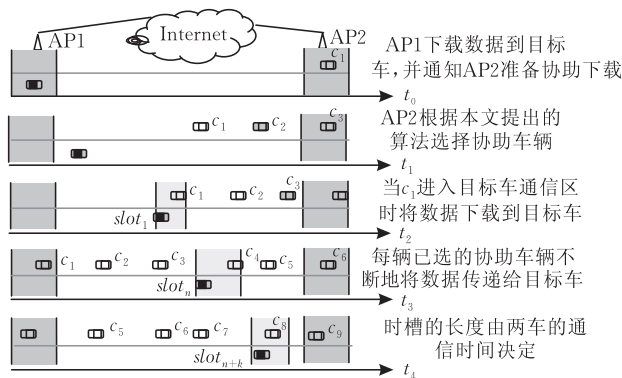 AP1
Internet
AP2
c1
AP1下载数据到目标
车,并通知AP2准备协助下载
t0
c1 c2 c3
AP2根据本文提出的
算法选择协助车辆
t1
slot1 c1 c2 c3
当c1进入目标车通信区
时将数据下载到目标车
t2
c1 c2 c3 slotn c4 c5 c6
每辆已选的协助车辆不
断地将数据传递给目标车
t3
c5 c6 c7 slotn+k c8 c9
时槽的长度由两车的通
信时间决定
t4